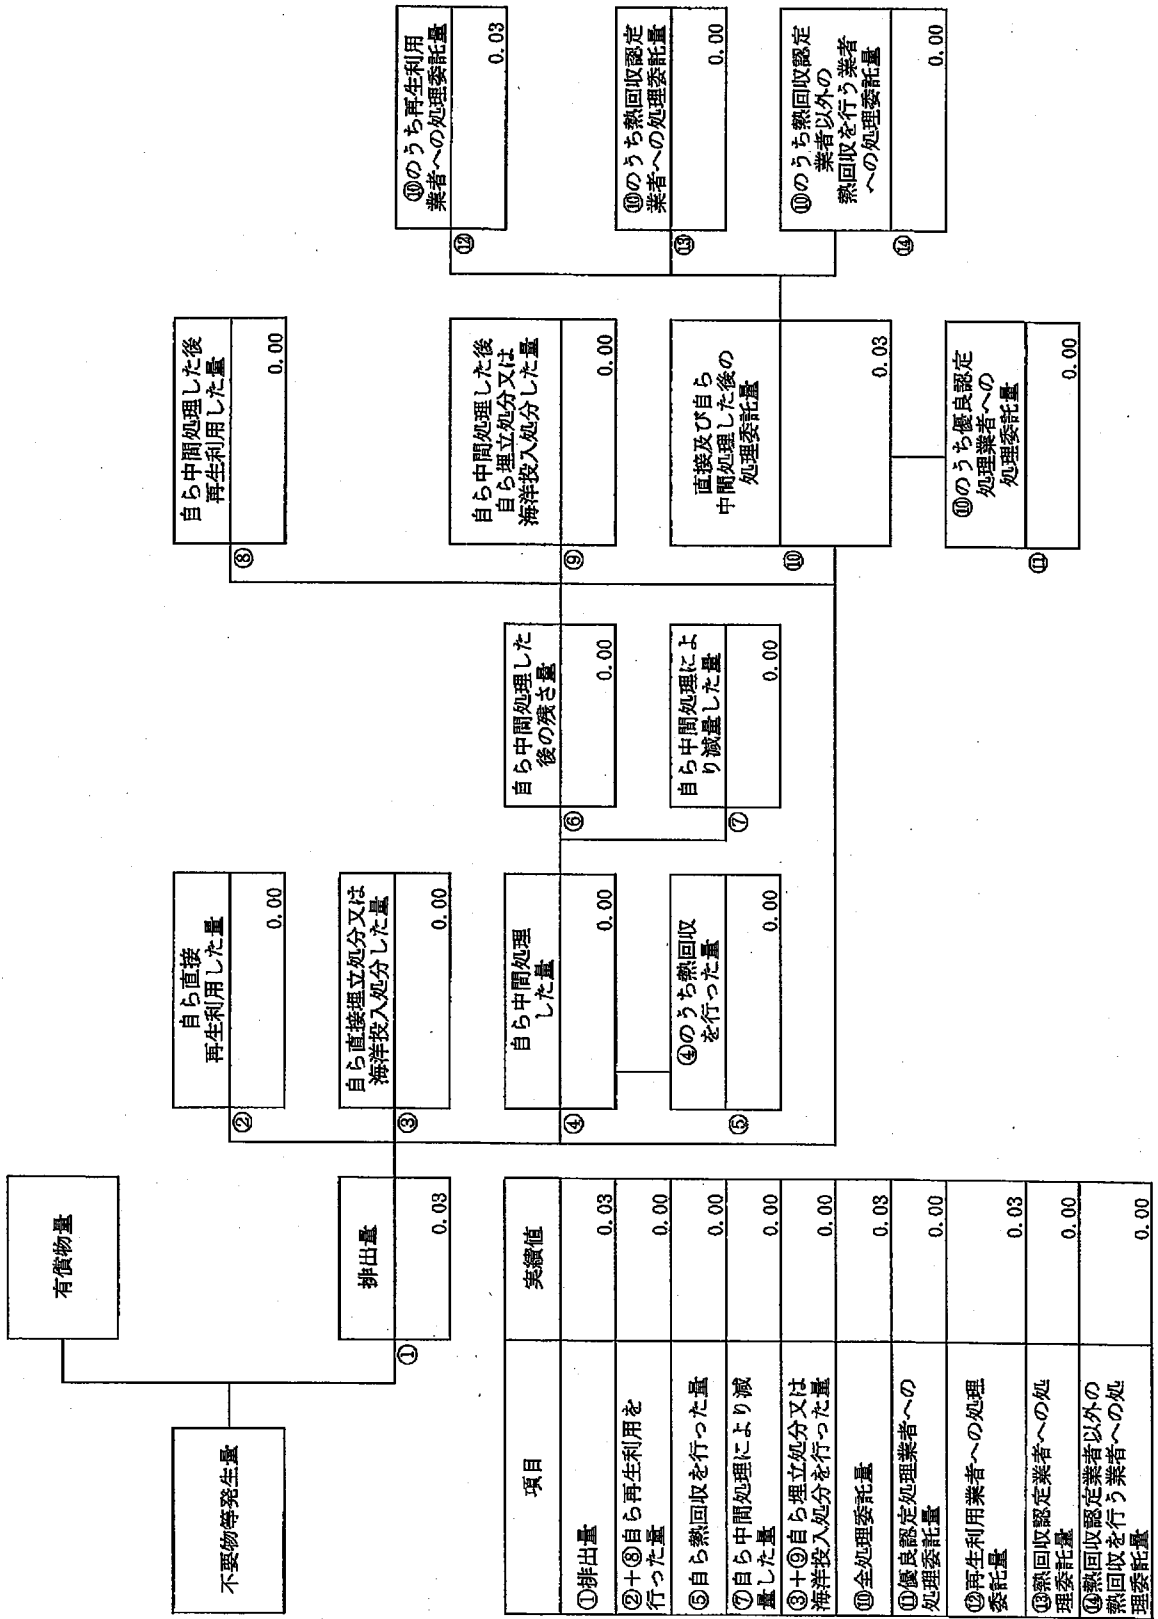 不要物等発生量
有償物量
排出量
①
0.03
自ら直接
再生利用した量
②
0.00
自ら直接埋立処分又は
海洋投入処分した量
③
0.00
自ら中間処理
した量
④
0.00
④のうち熱回収
を行った量
⑤
0.00
自ら中間処理した
後の残さ量
⑥
0.00
自ら中間処理によ
り減量した量
⑦
0.00
自ら中間処理した後
再生利用した量
⑧
0.00
自ら中間処理した後
自ら埋立処分又は
海洋投入処分した量
⑨
0.00
直接及び自ら
中間処理した後の
処理委託量
⑩
0.03
⑩のうち優良認定
処理業者への
処理委託量
⑪
0.00
⑩のうち再生利用
業者への処理委託量
⑫
0.03
⑩のうち熱回収認定
業者への処理委託量
⑬
0.00
⑩のうち熱回収認定
業者以外の
熱回収を行う業者
への処理委託量
⑭
0.00
項目 実績値
①排出量 0.03
②+⑧自ら再生利用を
行った量 0.00
⑤自ら熱回収を行った量 0.00
⑦自ら中間処理により減
量した量 0.00
③+⑨自ら埋立処分又は
海洋投入処分を行った量 0.00
⑩全処理委託量 0.03
⑪優良認定処理業者への
処理委託量 0.00
⑫再生利用業者への処理
委託量 0.03
⑬熱回収認定業者への処
理委託量 0.00
⑭熱回収認定業者以外の
熱回収を行う業者への処
理委託量 0.00